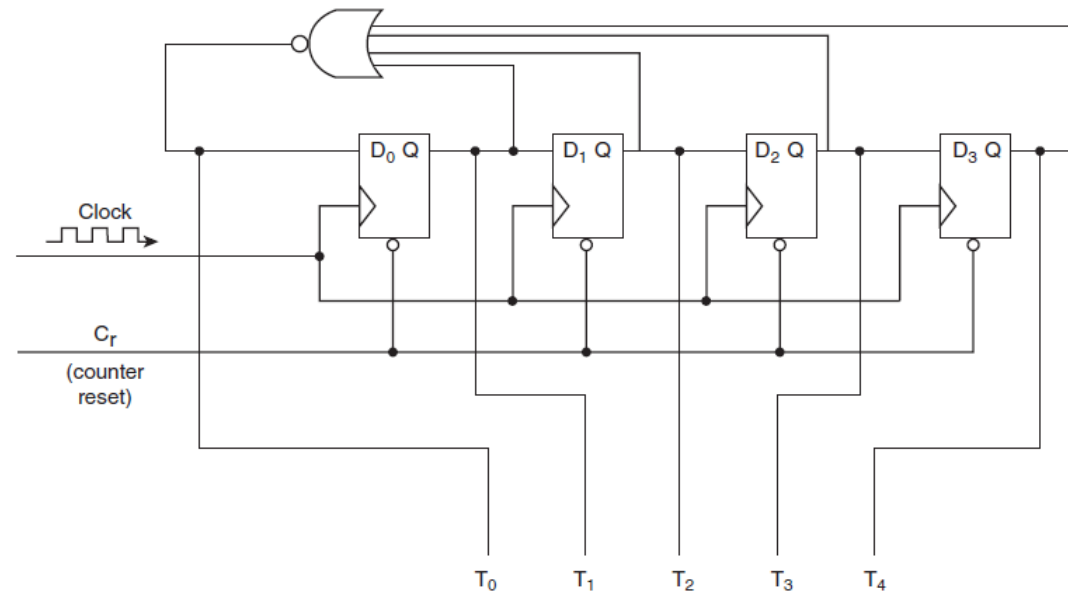 D₀ Q D₁ Q D₂ Q D₃ Q
Clock
Cᵣ
(counter
reset)
T₀ T₁ T₂ T₃ T₄